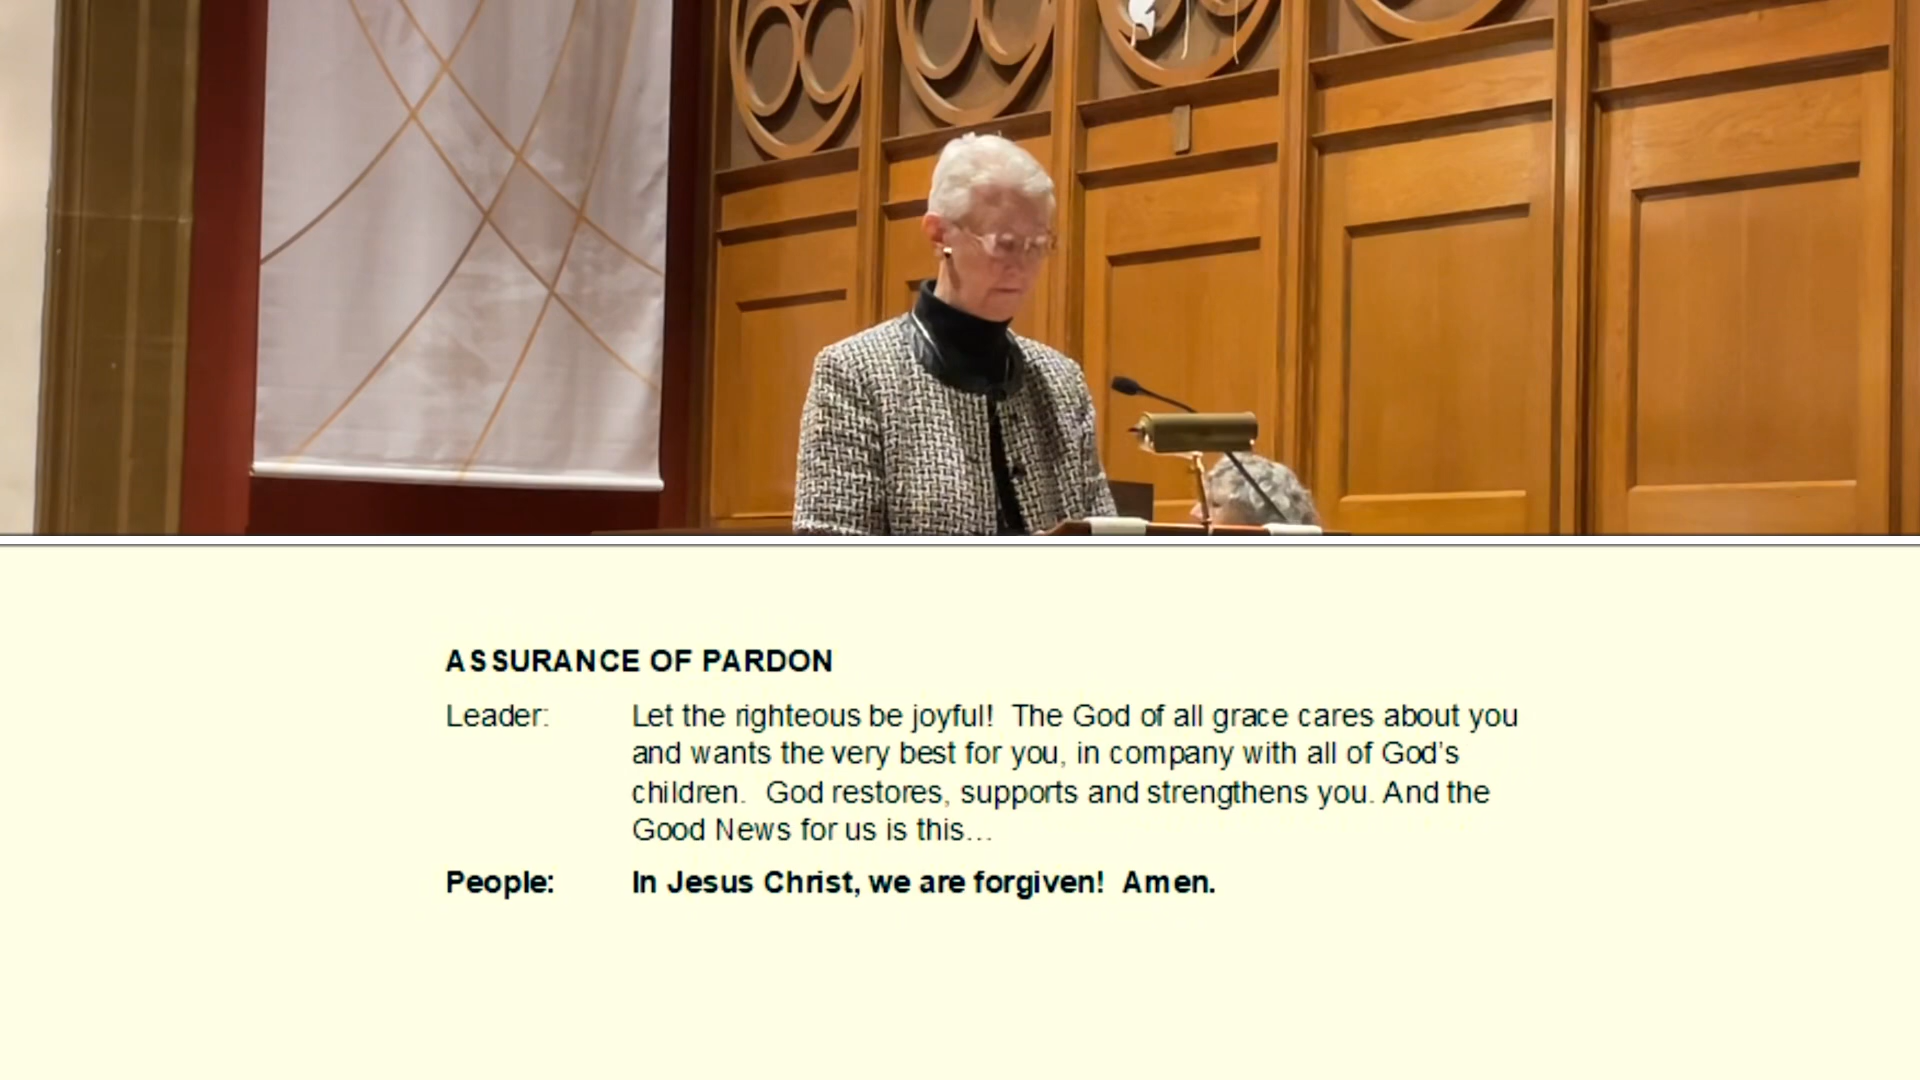 ASSURANCE OF PARDON
Leader: Let the righteous be joyful! The God of all grace cares about you
and wants the very best for you, in company with all of God's
children. God restores, supports and strengthens you. And the
Good News for us is this...
People: In Jesus Christ, we are forgiven! Amen.